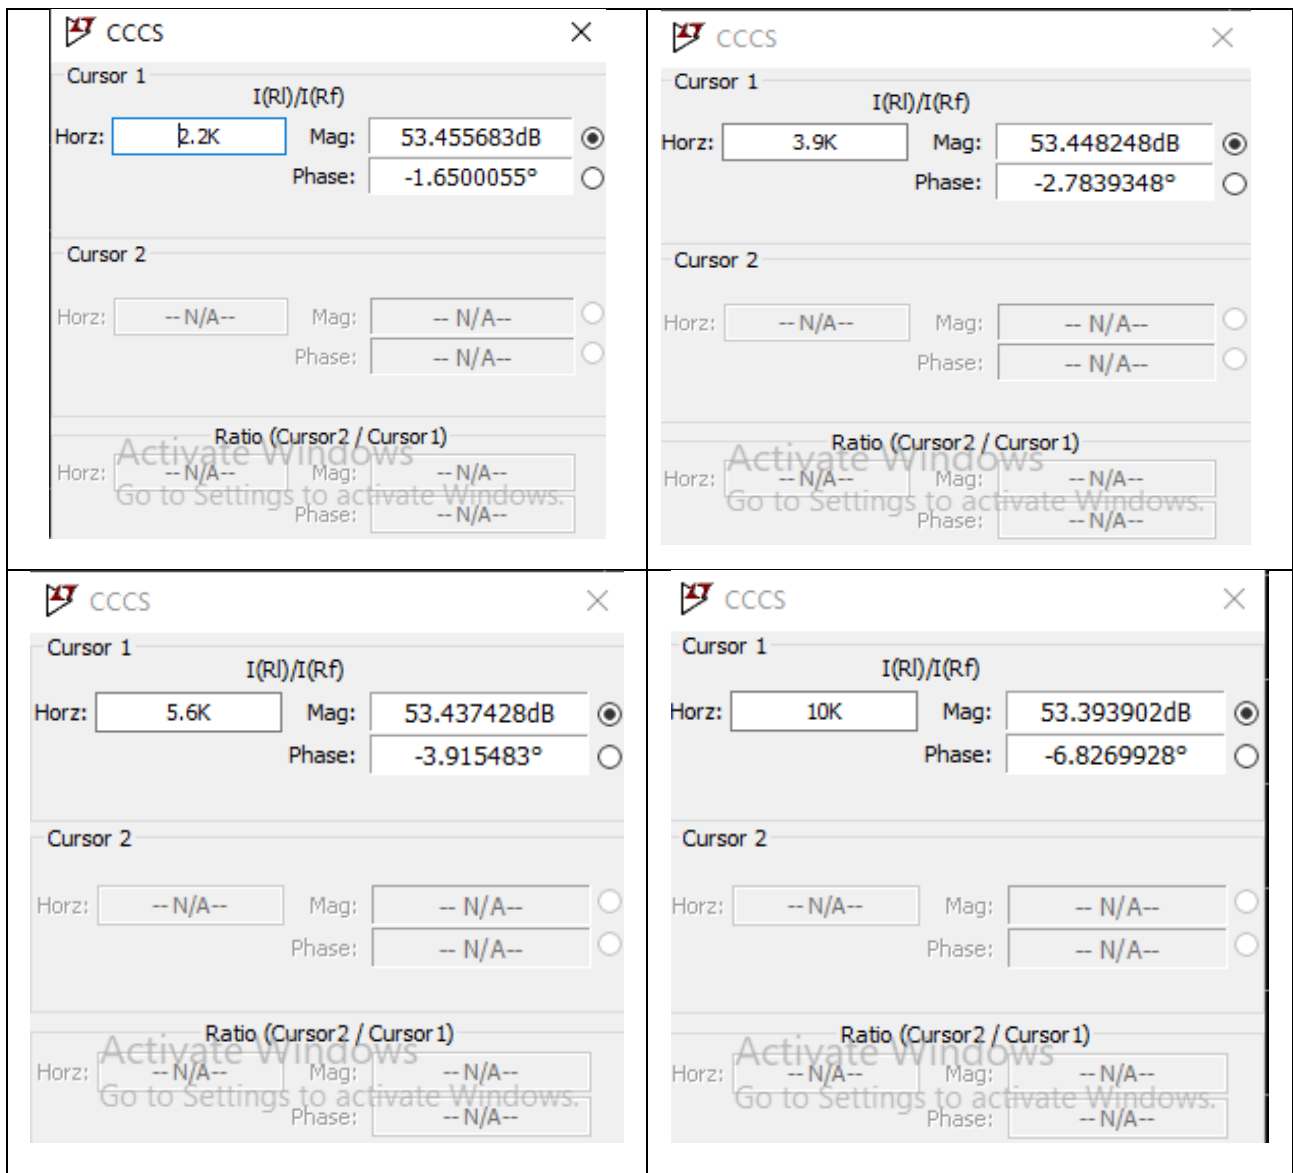 CCCS
Cursor 1
I(Rl)/I(Rf)
Horz: 2.2K Mag: 53.455683dB
Phase: -1.6500055°
Cursor 2
Horz: -- N/A-- Mag: -- N/A--
Phase: -- N/A--
Ratio (Cursor2 / Cursor1)
Activate Windows
Horz: -- N/A-- Mag: -- N/A--
Go to Settings to activate Windows.
Phase: -- N/A--
CCCS
Cursor 1
I(Rl)/I(Rf)
Horz: 3.9K Mag: 53.448248dB
Phase: -2.7839348°
Cursor 2
Horz: -- N/A-- Mag: -- N/A--
Phase: -- N/A--
Ratio (Cursor2 / Cursor1)
Activate Windows
Horz: -- N/A-- Mag: -- N/A--
Go to Settings to activate Windows.
Phase: -- N/A--
CCCS
Cursor 1
I(Rl)/I(Rf)
Horz: 5.6K Mag: 53.437428dB
Phase: -3.915483°
Cursor 2
Horz: -- N/A-- Mag: -- N/A--
Phase: -- N/A--
Ratio (Cursor2 / Cursor1)
Activate Windows
Horz: -- N/A-- Mag: -- N/A--
Go to Settings to activate Windows.
Phase: -- N/A--
CCCS
Cursor 1
I(Rl)/I(Rf)
Horz: 10K Mag: 53.393902dB
Phase: -6.8269928°
Cursor 2
Horz: -- N/A-- Mag: -- N/A--
Phase: -- N/A--
Ratio (Cursor2 / Cursor1)
Activate Windows
Horz: -- N/A-- Mag: -- N/A--
Go to Settings to activate Windows.
Phase: -- N/A--